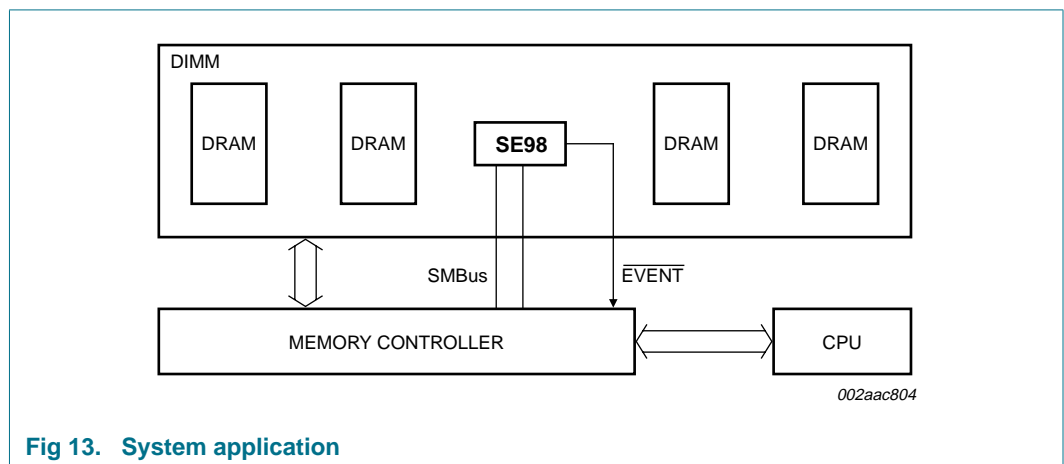 DIMM
DRAM
DRAM
SE98
DRAM
DRAM
SMBus
EVENT
MEMORY CONTROLLER
CPU
002aac804
Fig 13. System application